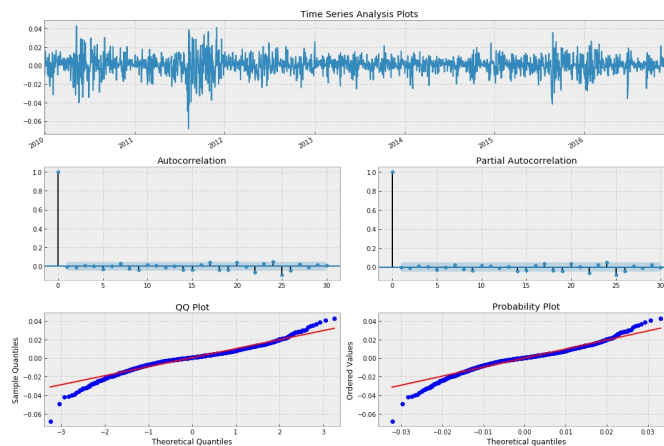 Time Series Analysis Plots
0.04
0.02
0.00
−0.02
−0.04
−0.06
2010 2011 2012 2013 2014 2015 2016
Autocorrelation
1.0
0.8
0.6
0.4
0.2
0.0
0 5 10 15 20 25 30
Partial Autocorrelation
1.0
0.8
0.6
0.4
0.2
0.0
0 5 10 15 20 25 30
QQ Plot
Sample Quantiles
0.04
0.02
0.00
−0.02
−0.04
−0.06
−3 −2 −1 0 1 2 3
Theoretical Quantiles
Probability Plot
Ordered Values
0.04
0.02
0.00
−0.02
−0.04
−0.06
−0.03 −0.02 −0.01 0.00 0.01 0.02 0.03
Theoretical Quantiles